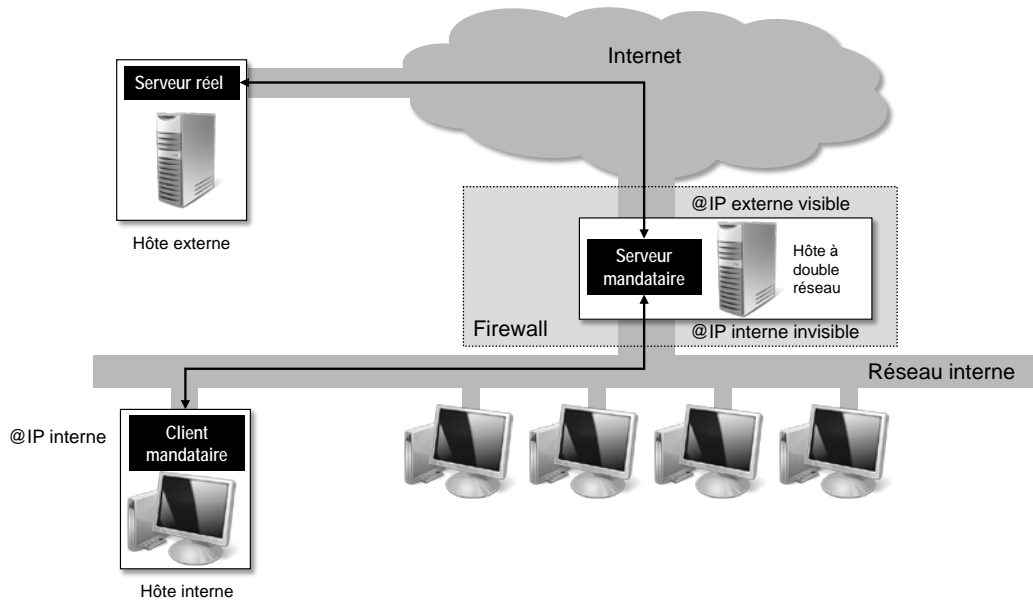 Internet
Serveur réel
Hôte externe
@IP externe visible
Serveur
mandataire
Hôte à
double
réseau
Firewall
@IP interne invisible
Réseau interne
@IP interne
Client
mandataire
Hôte interne